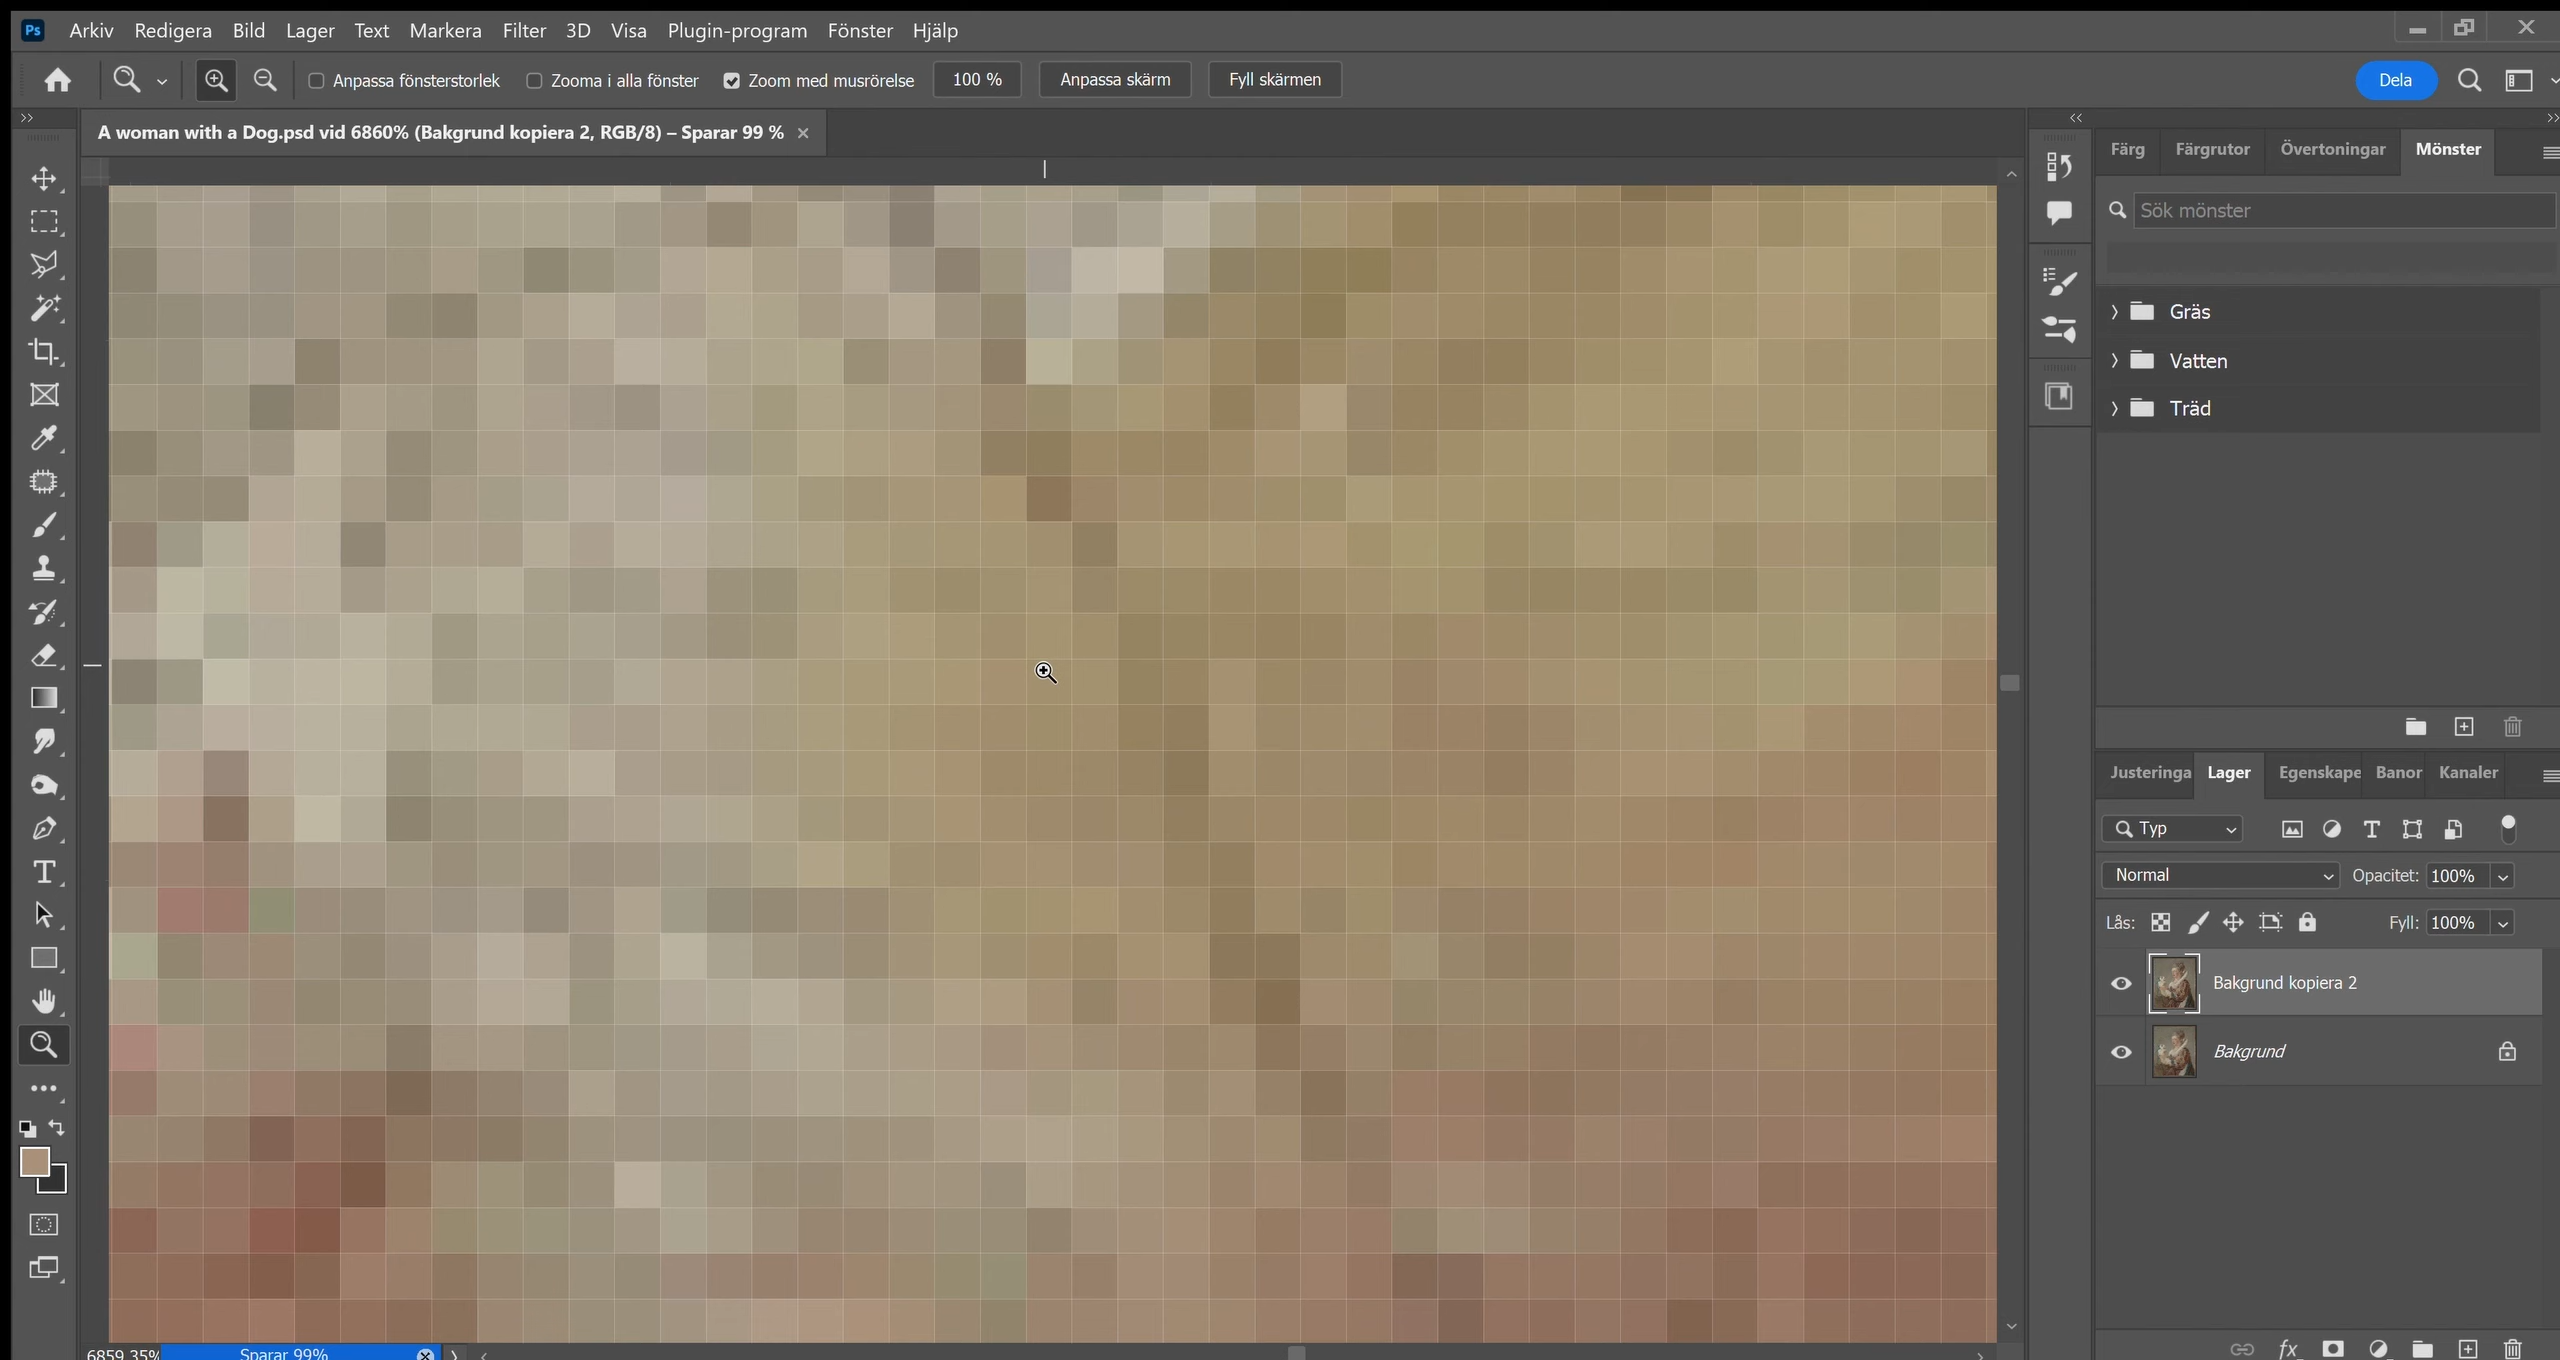 Ps Arkiv Redigera Bild Lager Text Markera Filter 3D Visa Plugin-program Fönster Hjälp
Anpassa fönsterstorlek Zooma i alla fönster Zoom med musrörelse 100 % Anpassa skärm Fyll skärmen Dela
A woman with a Dog.psd vid 6860% (Bakgrund kopiera 2, RGB/8) – Sparar 99 %
Färg Färgrutor Övertoningar Mönster
Sök mönster
Gräs
Vatten
Träd
Justeringa Lager Egenskape Banor Kanaler
Typ
Normal Opacitet: 100%
Lås: Fyll: 100%
Bakgrund kopiera 2
Bakgrund
6859,35% Sparar 99%
fx